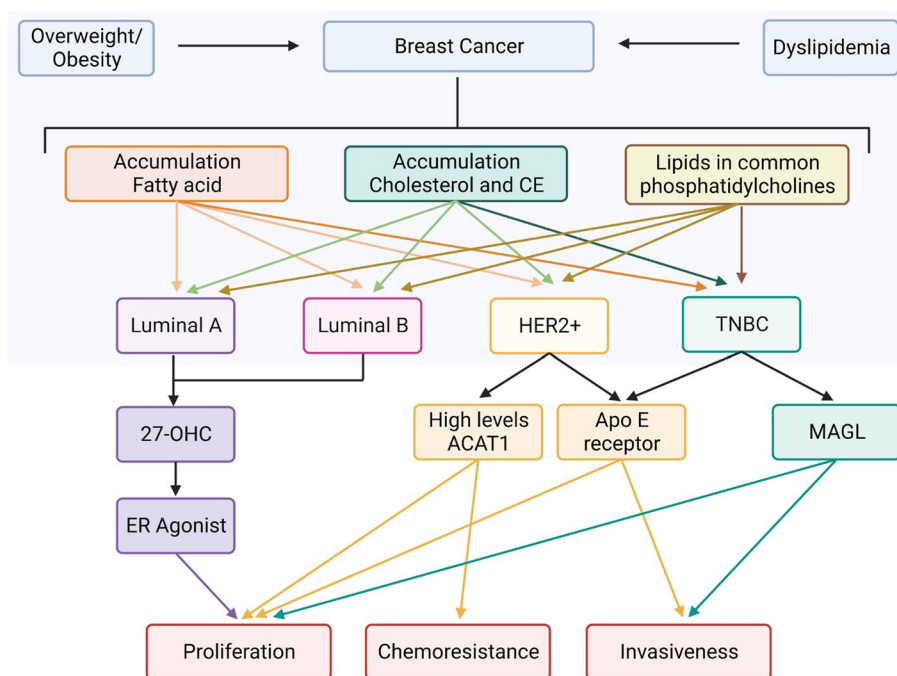 Overweight/
Obesity
Breast Cancer
Dyslipidemia
Accumulation
Fatty acid
Accumulation
Cholesterol and CE
Lipids in common
phosphatidylcholines
Luminal A
Luminal B
HER2+
TNBC
27-OHC
High levels
ACAT1
Apo E
receptor
MAGL
ER Agonist
Proliferation
Chemoresistance
Invasiveness